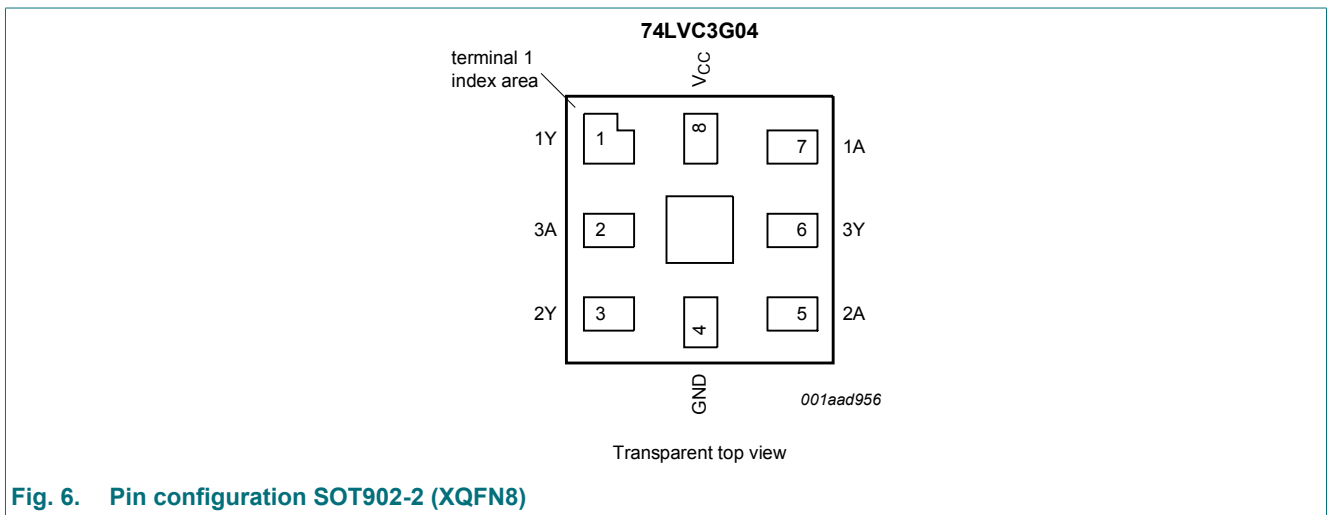 74LVC3G04
terminal 1
index area
VCC
1Y
1
8
7
1A
3A
2
6
3Y
2Y
3
4
5
2A
GND
001aad956
Transparent top view
Fig. 6. Pin configuration SOT902-2 (XQFN8)